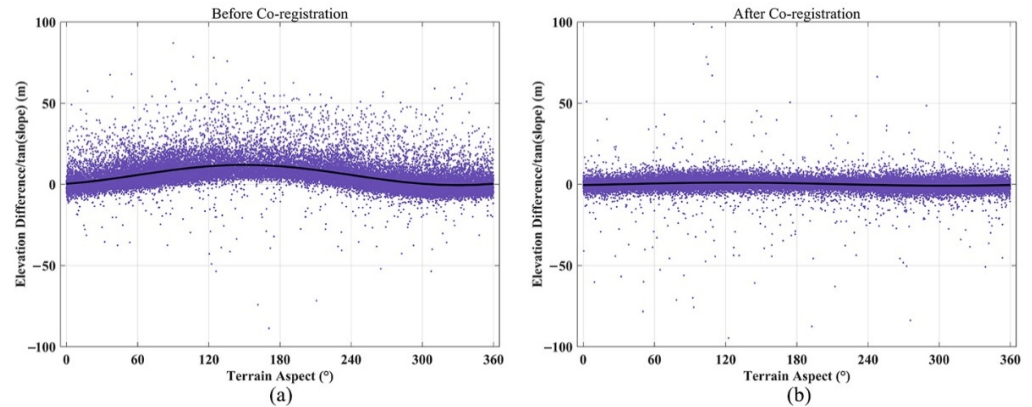 Before Co-registration
Elevation Difference/tan(slope) (m)
100
50
0
−50
−100
0 60 120 180 240 300 360
Terrain Aspect (°)
(a)
After Co-registration
Elevation Difference/tan(slope) (m)
100
50
0
−50
−100
0 60 120 180 240 300 360
Terrain Aspect (°)
(b)